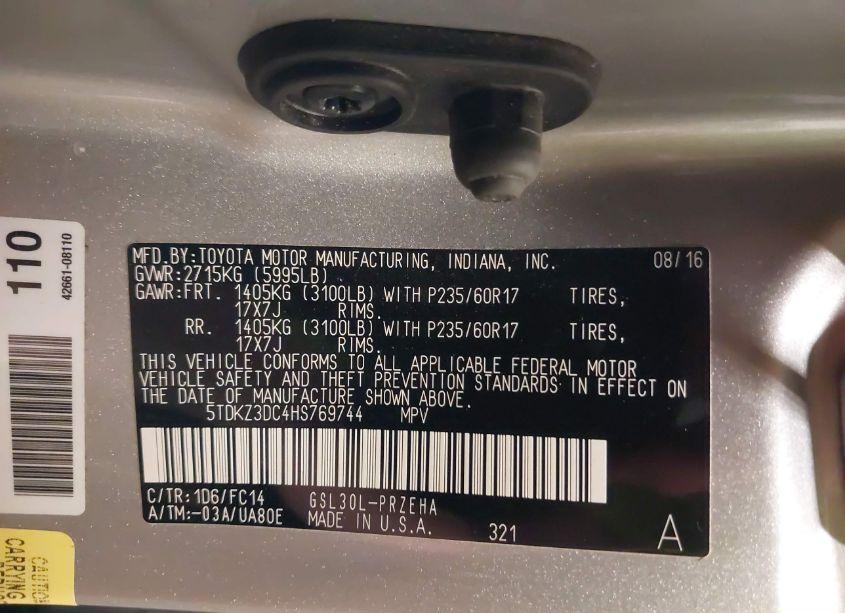 110
42661-08110
MFD.BY:TOYOTA MOTOR MANUFACTURING, INDIANA, INC. 08/16
GVWR:2715KG (5995LB)
GAWR:FRT. 1405KG (3100LB) WITH P235/60R17 TIRES,
17X7J RIMS.
RR. 1405KG (3100LB) WITH P235/60R17 TIRES,
17X7J RIMS.
THIS VEHICLE CONFORMS TO ALL APPLICABLE FEDERAL MOTOR
VEHICLE SAFETY AND THEFT PREVENTION STANDARDS IN EFFECT ON
THE DATE OF MANUFACTURE SHOWN ABOVE.
5TDKZ3DC4HS769744 MPV
C/TR:1D6/FC14 GSL30L-PRZEHA
A/TM:-03A/UA80E MADE IN U.S.A. 321 A
CARRYING